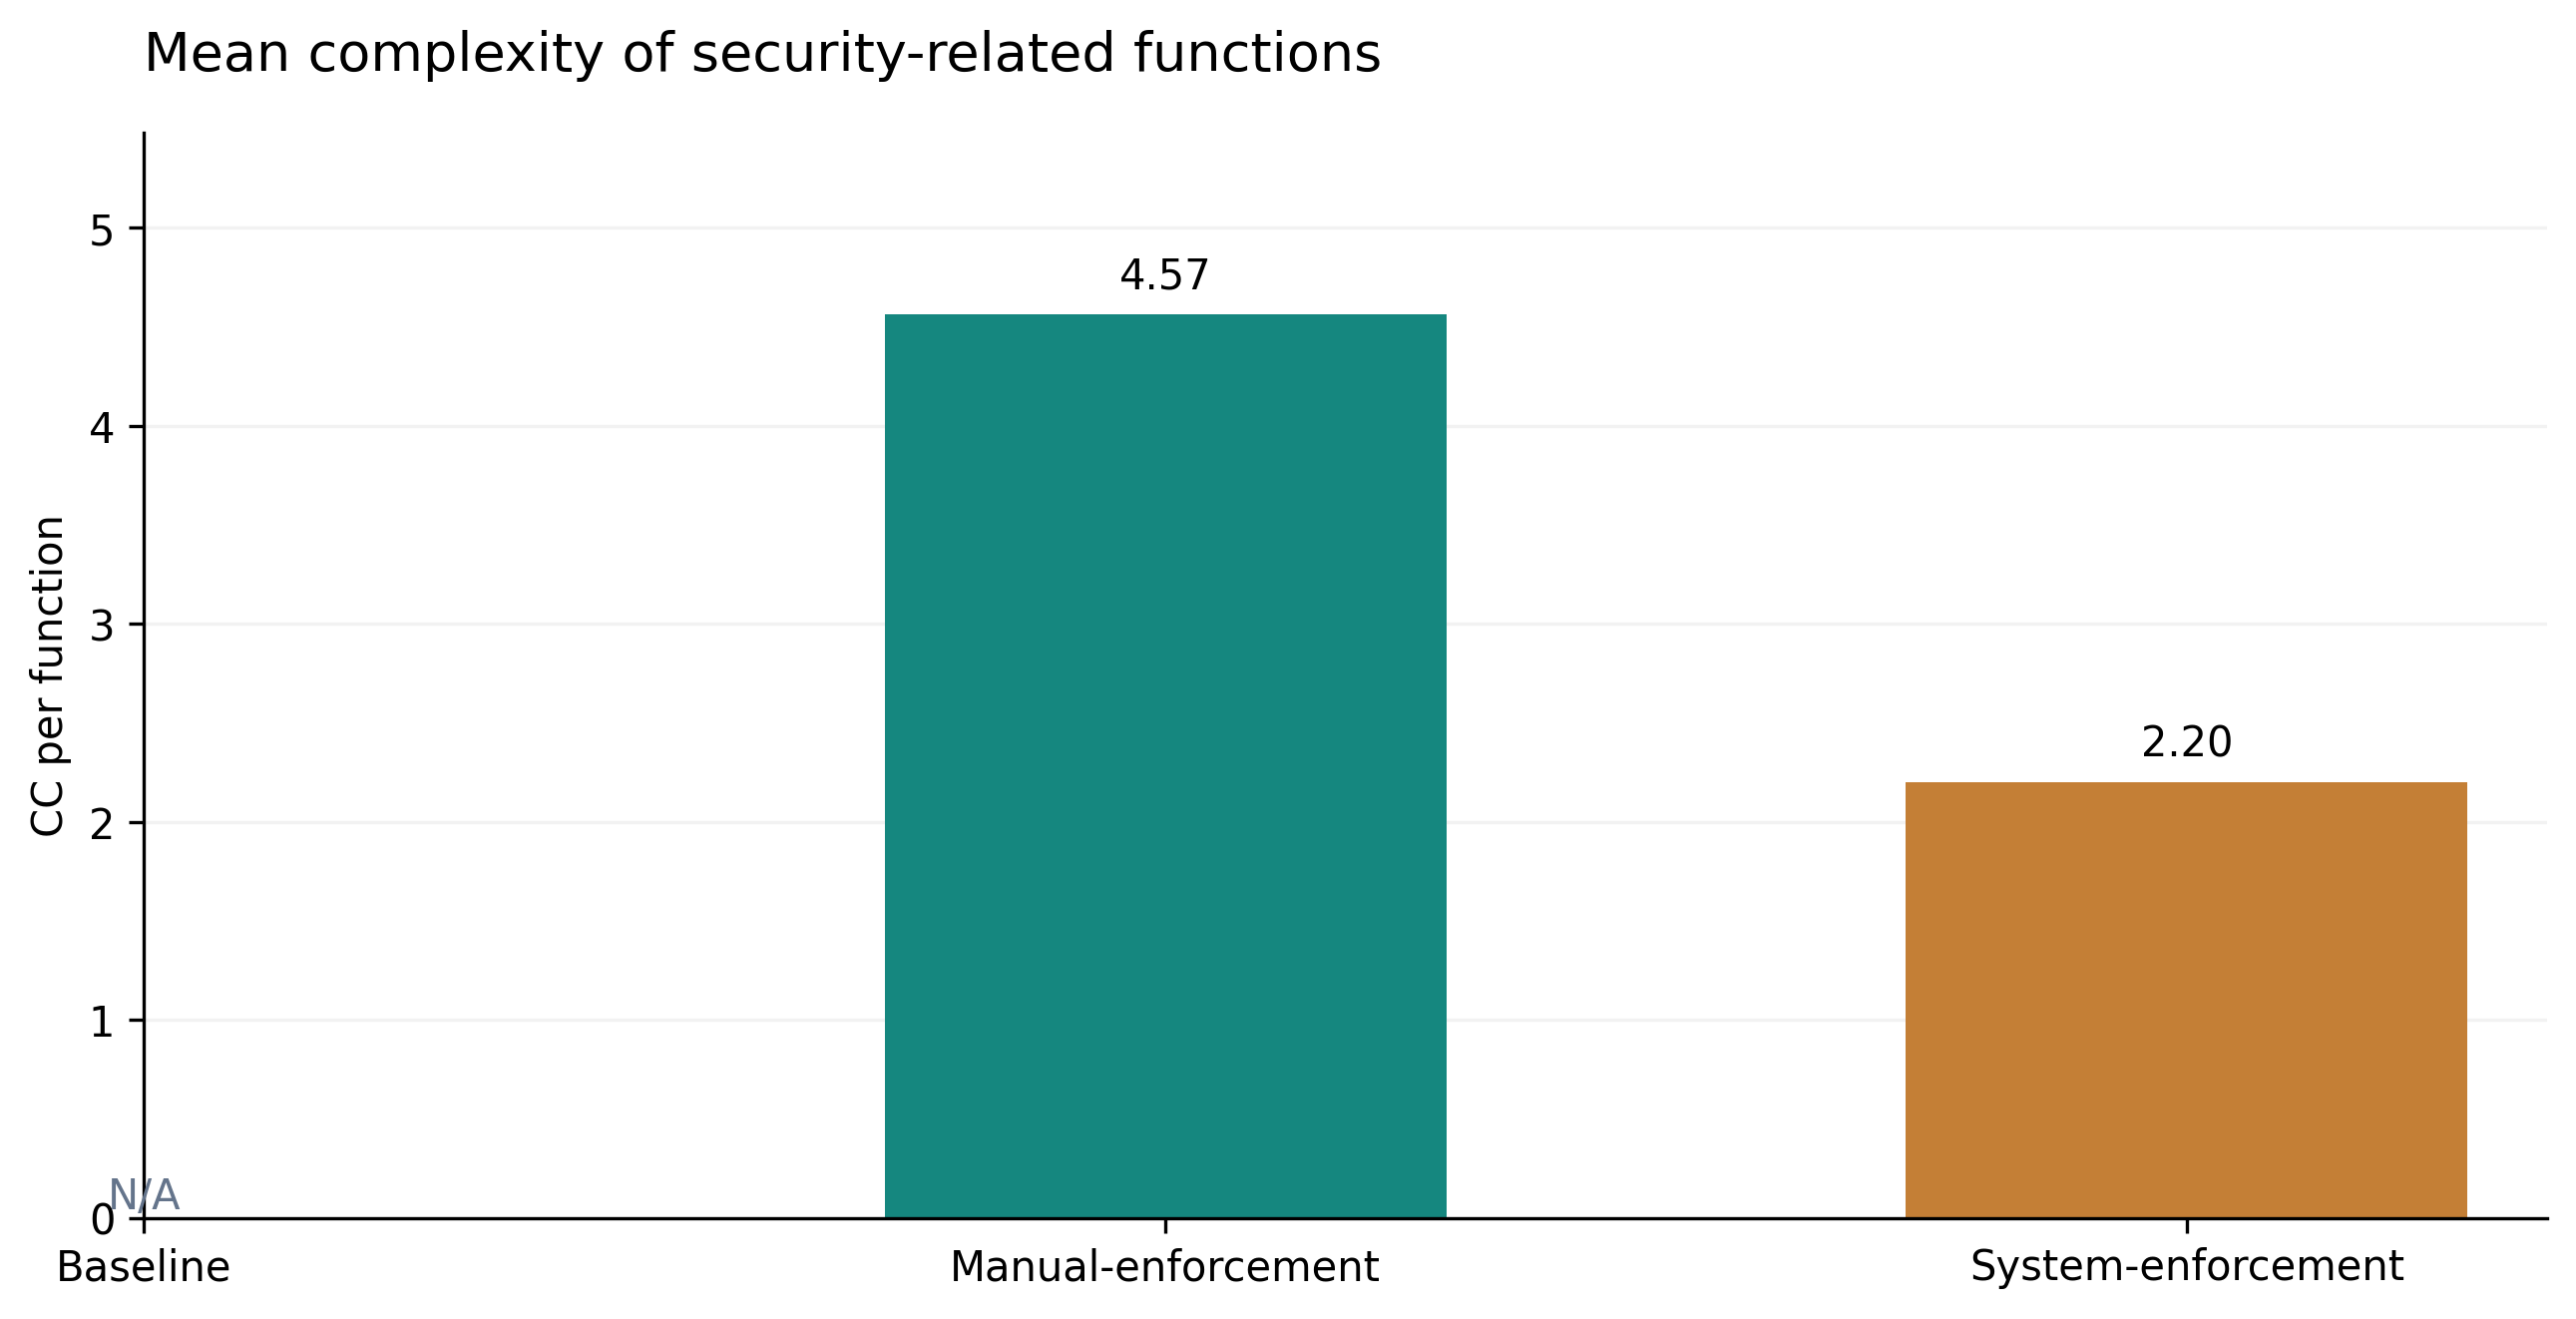 Mean complexity of security-related functions
CC per function
5
4
3
2
1
0
4.57
2.20
N/A
Baseline
Manual-enforcement
System-enforcement